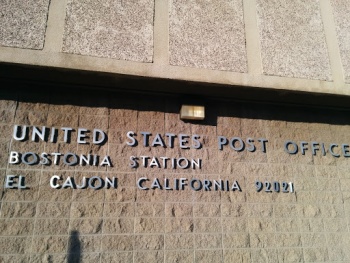 UNITED STATES POST OFFICE
BOSTONIA STATION
EL CAJON CALIFORNIA 92021